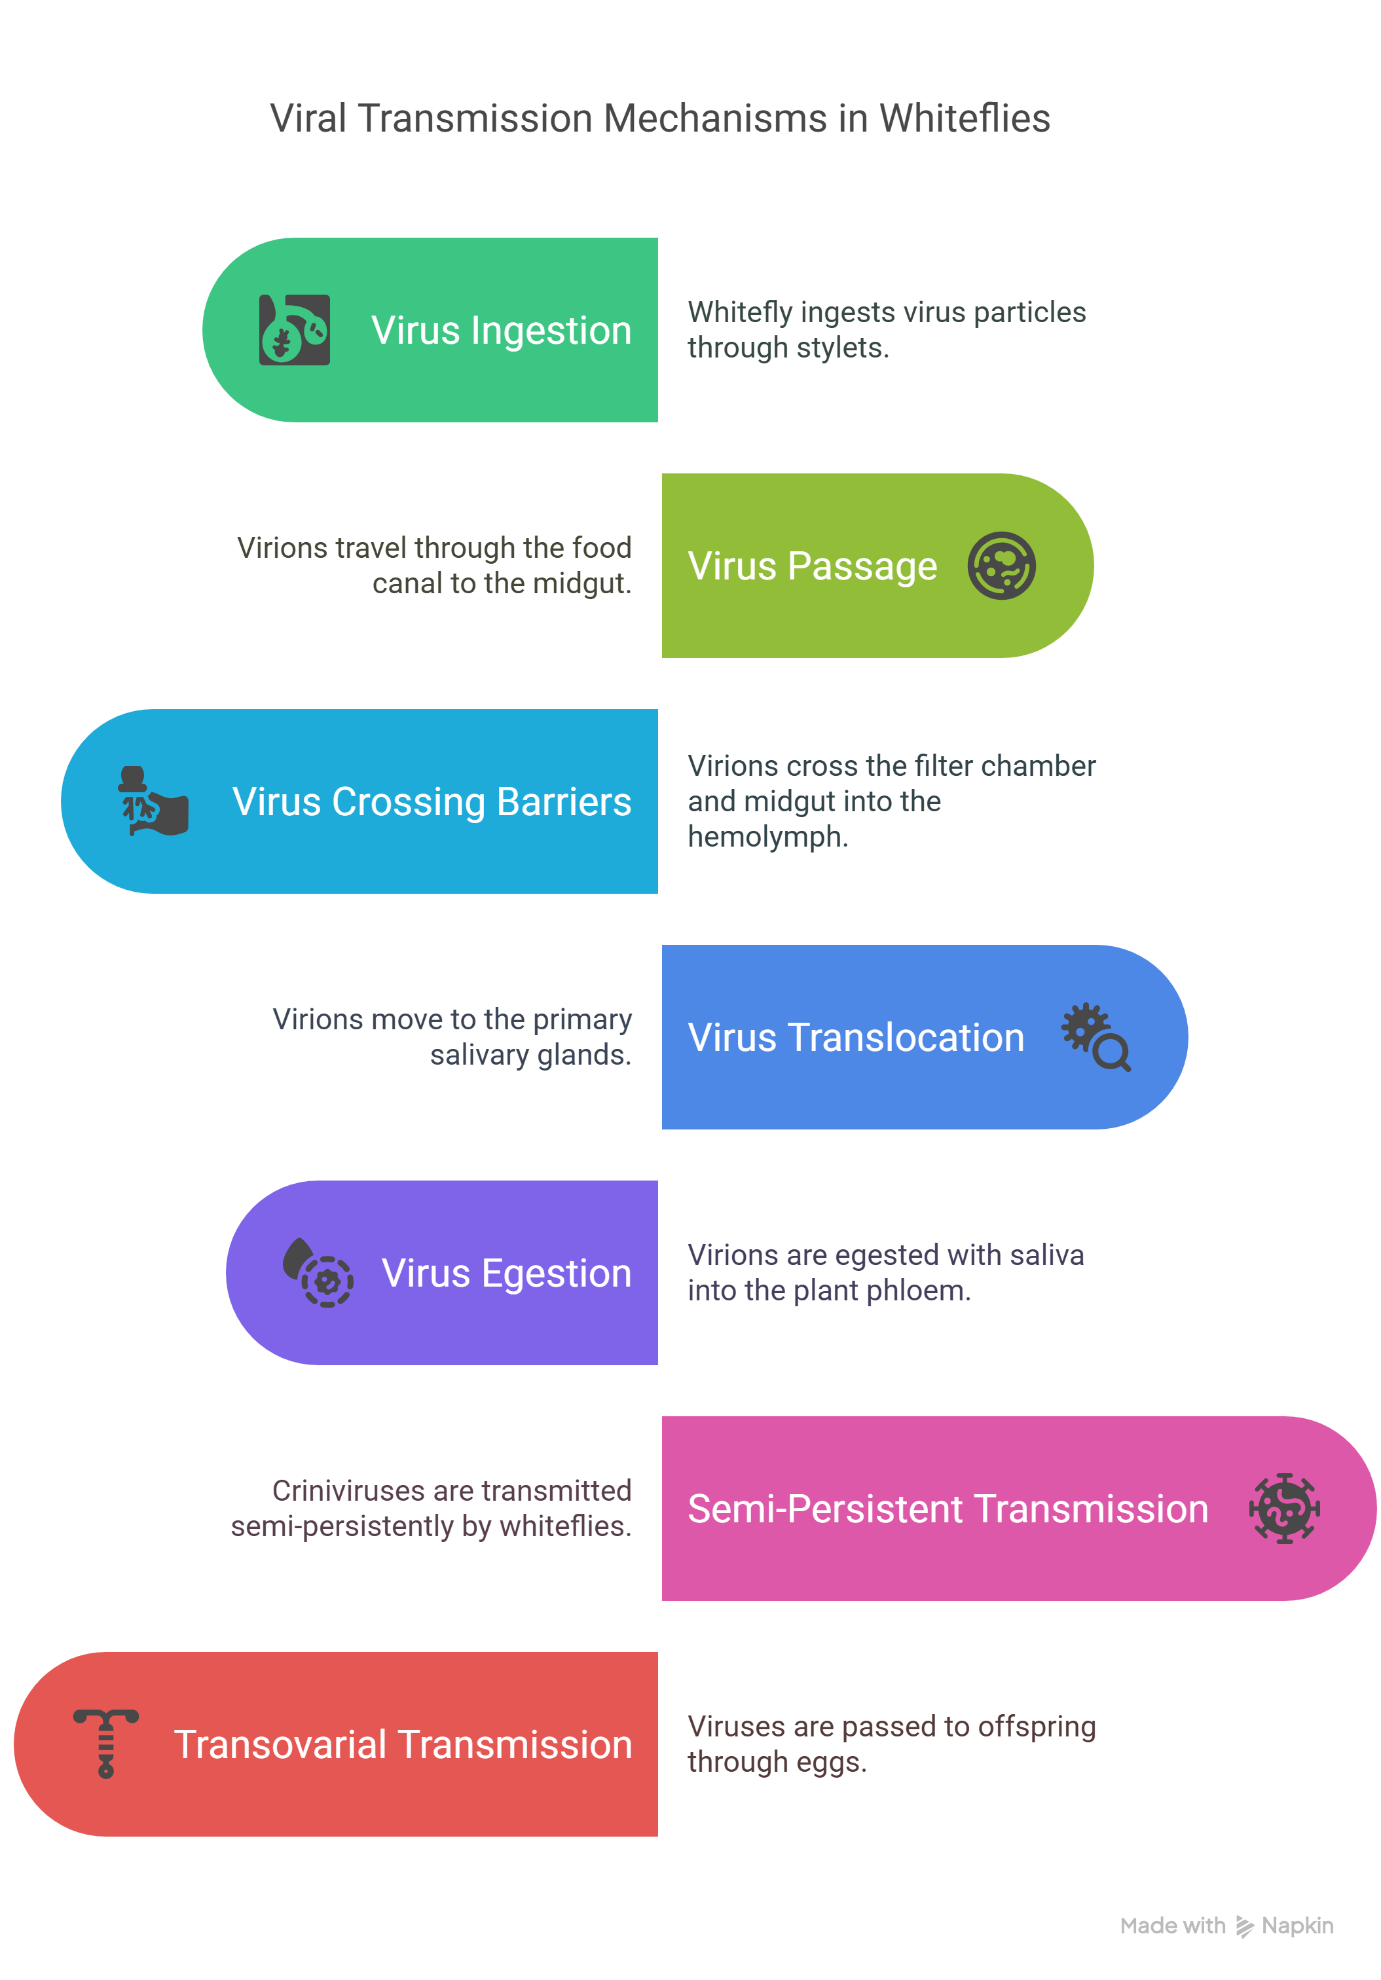 Viral Transmission Mechanisms in Whiteflies
Virus Ingestion
Whitefly ingests virus particles
through stylets.
Virions travel through the food
canal to the midgut.
Virus Passage
Virus Crossing Barriers
Virions cross the filter chamber
and midgut into the
hemolymph.
Virions move to the primary
salivary glands.
Virus Translocation
Virus Egestion
Virions are egested with saliva
into the plant phloem.
Criniviruses are transmitted
semi-persistently by whiteflies.
Semi-Persistent Transmission
Transovarial Transmission
Viruses are passed to offspring
through eggs.
Made with Napkin